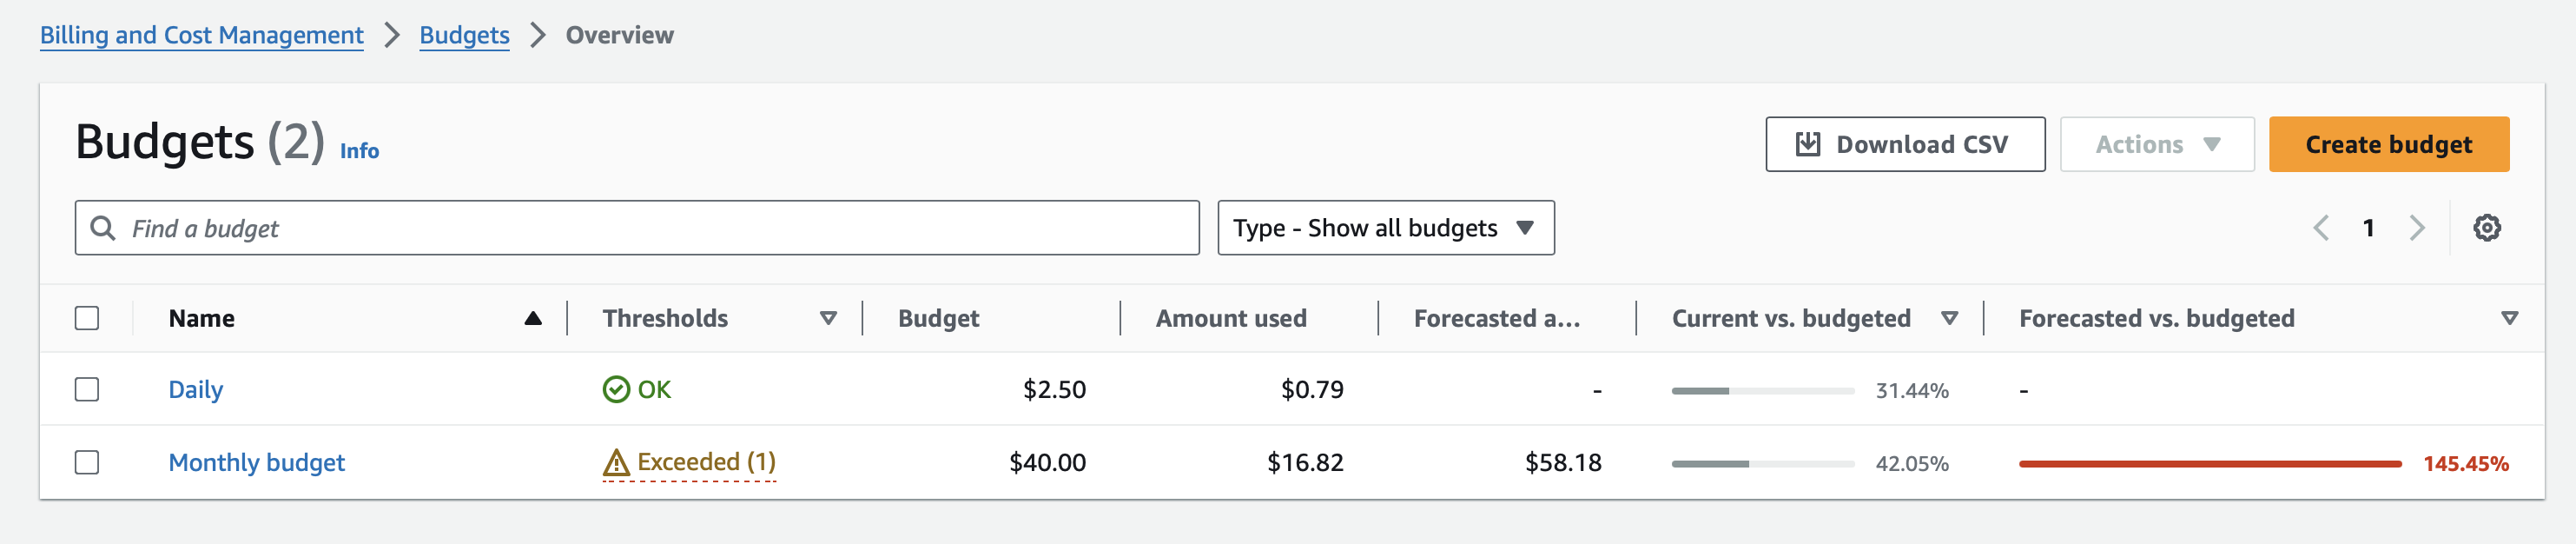 Billing and Cost Management > Budgets > Overview
Budgets (2) Info
Download CSV
Actions
Create budget
Find a budget
Type - Show all budgets
1
Name Thresholds Budget Amount used Forecasted a... Current vs. budgeted Forecasted vs. budgeted
Daily OK $2.50 $0.79 - 31.44% -
Monthly budget Exceeded (1) $40.00 $16.82 $58.18 42.05% 145.45%